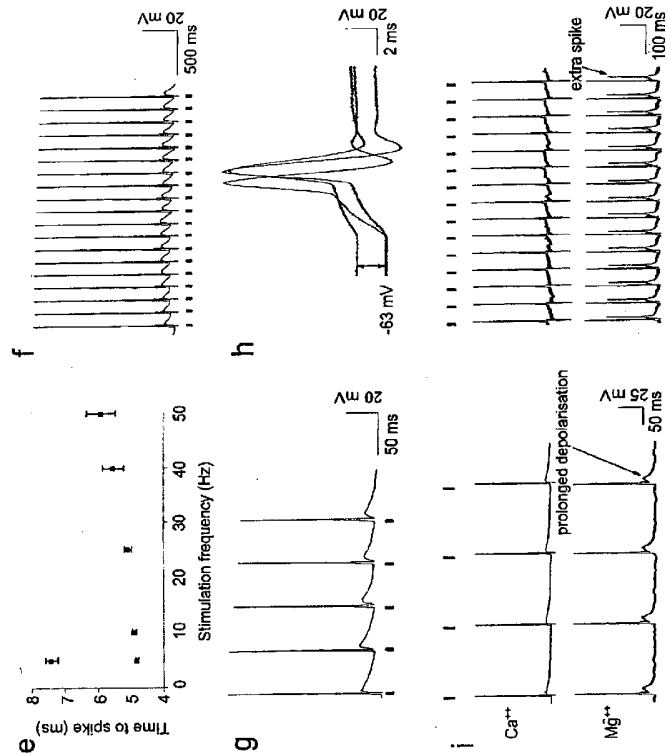 e
8
7
6
5
4
Time to spike (ms)
0 10 20 30 40 50
Stimulation frequency (Hz)
f
20 mV
500 ms
g
20 mV
50 ms
h
-63 mV
20 mV
2 ms
i
Ca++
Mg++
prolonged depolarisation
25 mV
50 ms
extra spike
20 mV
100 ms